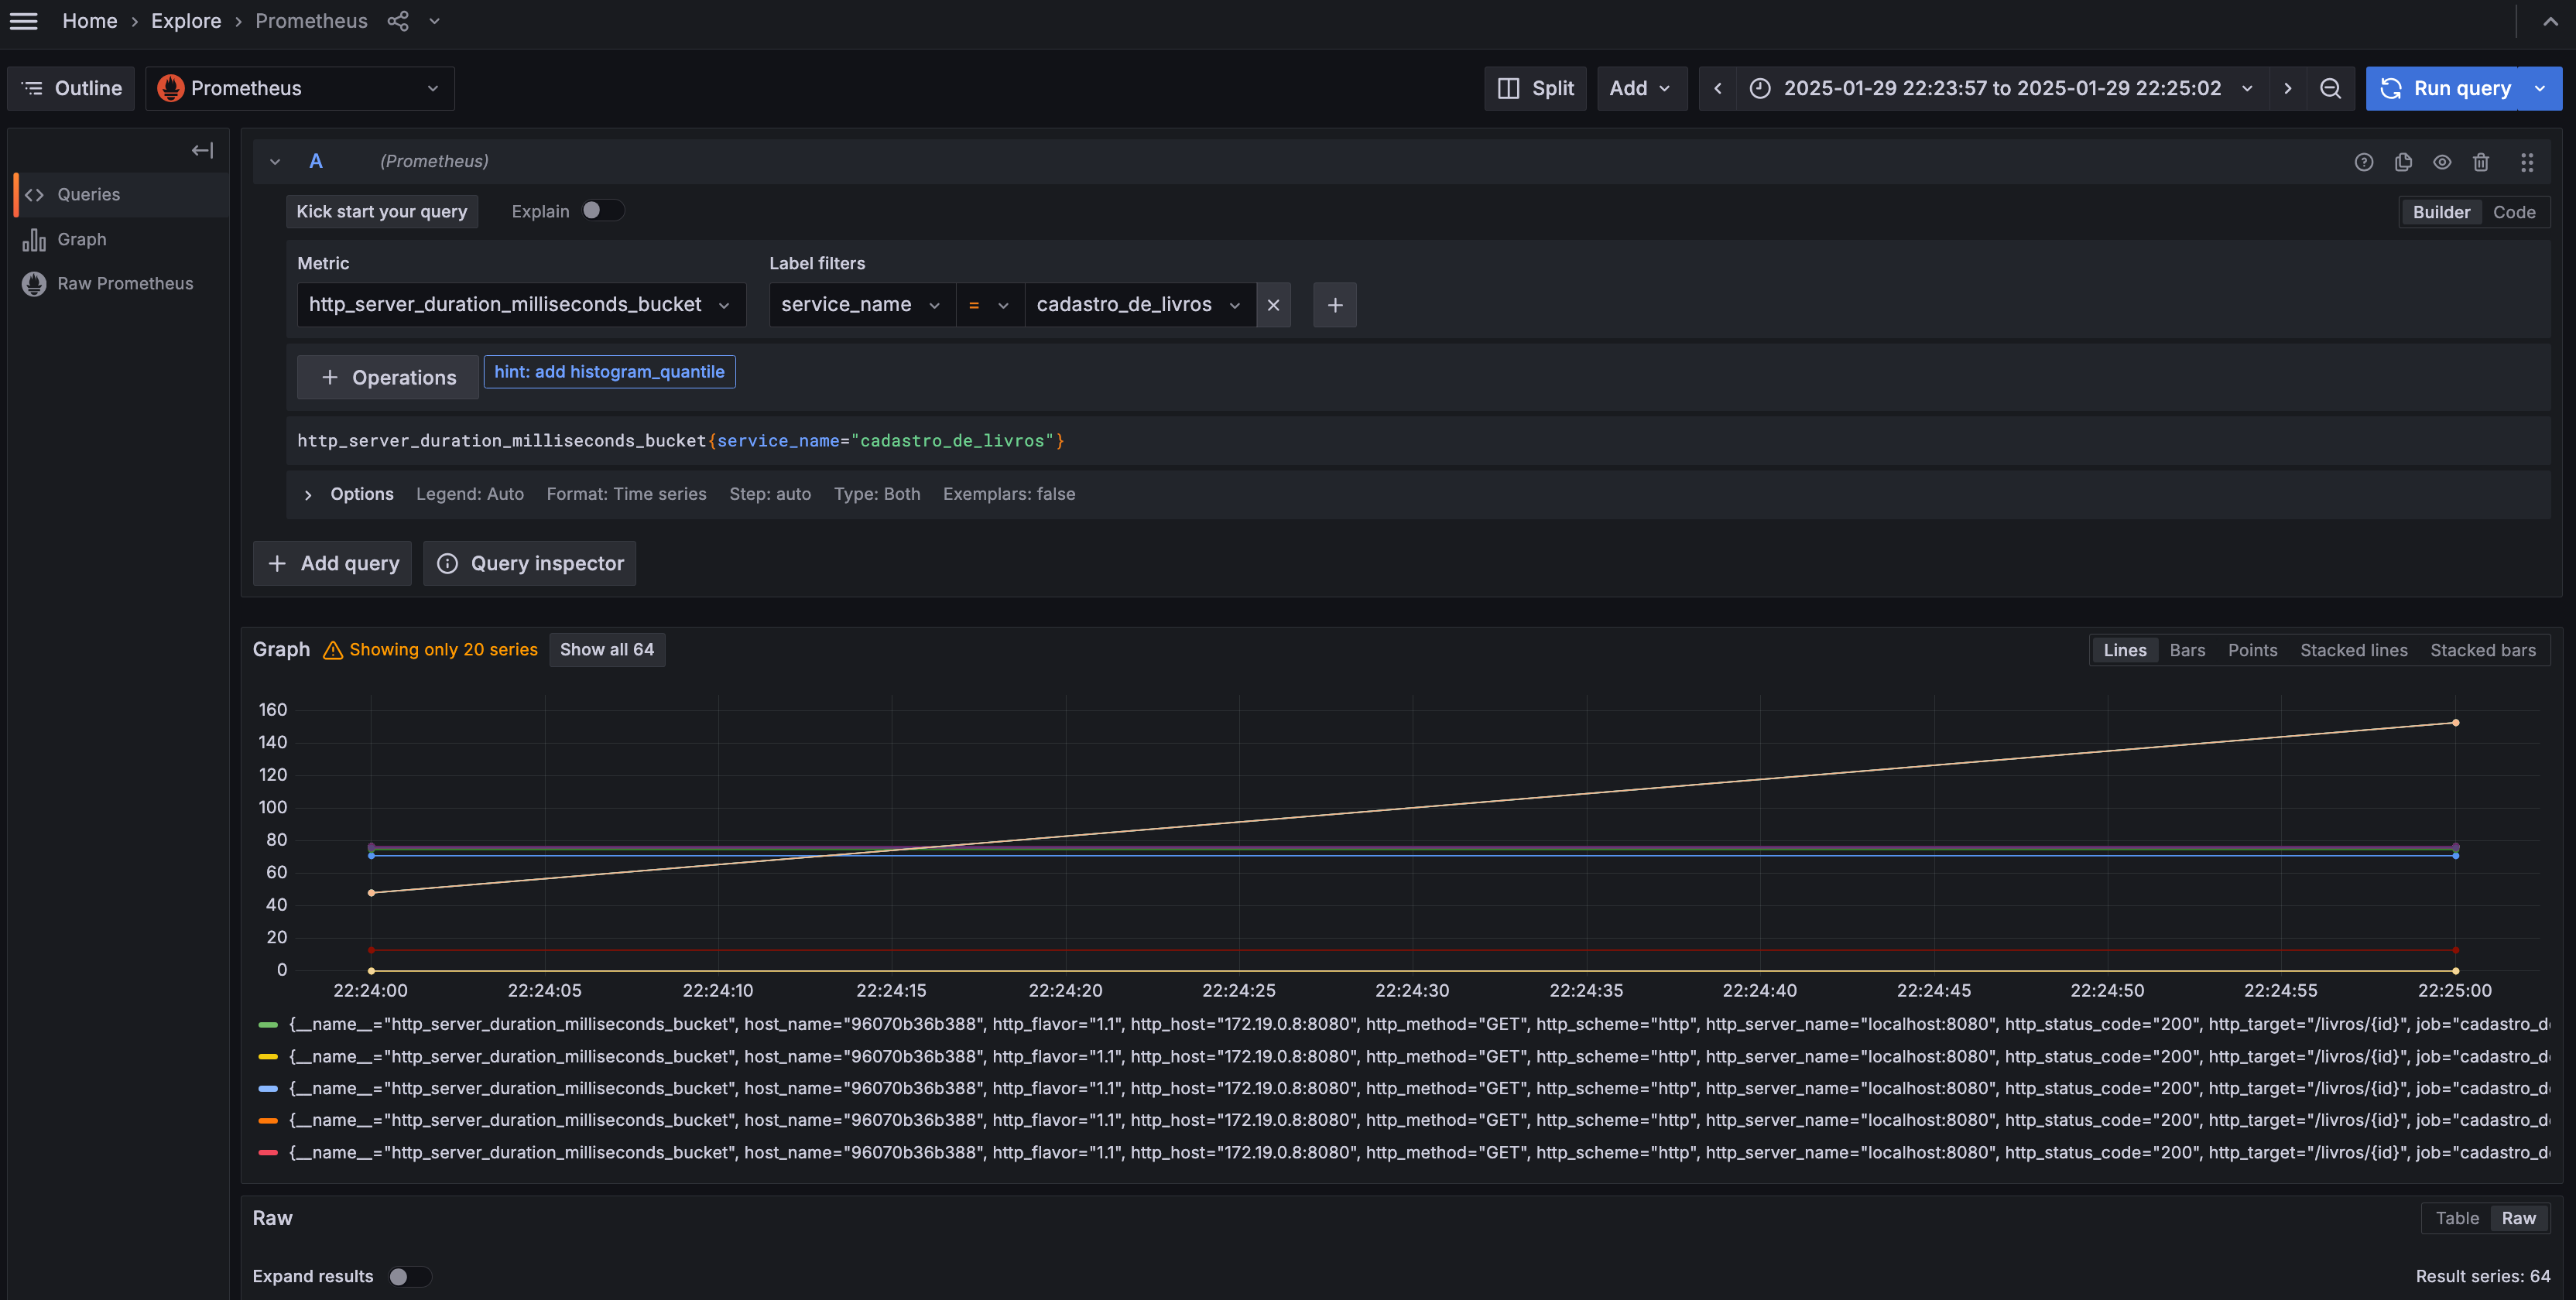 Home › Explore › Prometheus
Outline
Prometheus
Split
Add
2025-01-29 22:23:57 to 2025-01-29 22:25:02
Run query
Queries
Graph
Raw Prometheus
A (Prometheus)
Kick start your query
Explain
Builder Code
Metric
Label filters
http_server_duration_milliseconds_bucket
service_name = cadastro_de_livros
+ Operations
hint: add histogram_quantile
http_server_duration_milliseconds_bucket{service_name="cadastro_de_livros"}
Options Legend: Auto Format: Time series Step: auto Type: Both Exemplars: false
+ Add query
Query inspector
Graph
Showing only 20 series
Show all 64
Lines Bars Points Stacked lines Stacked bars
160
140
120
100
80
60
40
20
0
22:24:00 22:24:05 22:24:10 22:24:15 22:24:20 22:24:25 22:24:30 22:24:35 22:24:40 22:24:45 22:24:50 22:24:55 22:25:00
{__name__="http_server_duration_milliseconds_bucket", host_name="96070b36b388", http_flavor="1.1", http_host="172.19.0.8:8080", http_method="GET", http_scheme="http", http_server_name="localhost:8080", http_status_code="200", http_target="/livros/{id}", job="cadastro_d
{__name__="http_server_duration_milliseconds_bucket", host_name="96070b36b388", http_flavor="1.1", http_host="172.19.0.8:8080", http_method="GET", http_scheme="http", http_server_name="localhost:8080", http_status_code="200", http_target="/livros/{id}", job="cadastro_d
{__name__="http_server_duration_milliseconds_bucket", host_name="96070b36b388", http_flavor="1.1", http_host="172.19.0.8:8080", http_method="GET", http_scheme="http", http_server_name="localhost:8080", http_status_code="200", http_target="/livros/{id}", job="cadastro_d
{__name__="http_server_duration_milliseconds_bucket", host_name="96070b36b388", http_flavor="1.1", http_host="172.19.0.8:8080", http_method="GET", http_scheme="http", http_server_name="localhost:8080", http_status_code="200", http_target="/livros/{id}", job="cadastro_d
{__name__="http_server_duration_milliseconds_bucket", host_name="96070b36b388", http_flavor="1.1", http_host="172.19.0.8:8080", http_method="GET", http_scheme="http", http_server_name="localhost:8080", http_status_code="200", http_target="/livros/{id}", job="cadastro_d
Raw
Table Raw
Expand results
Result series: 64